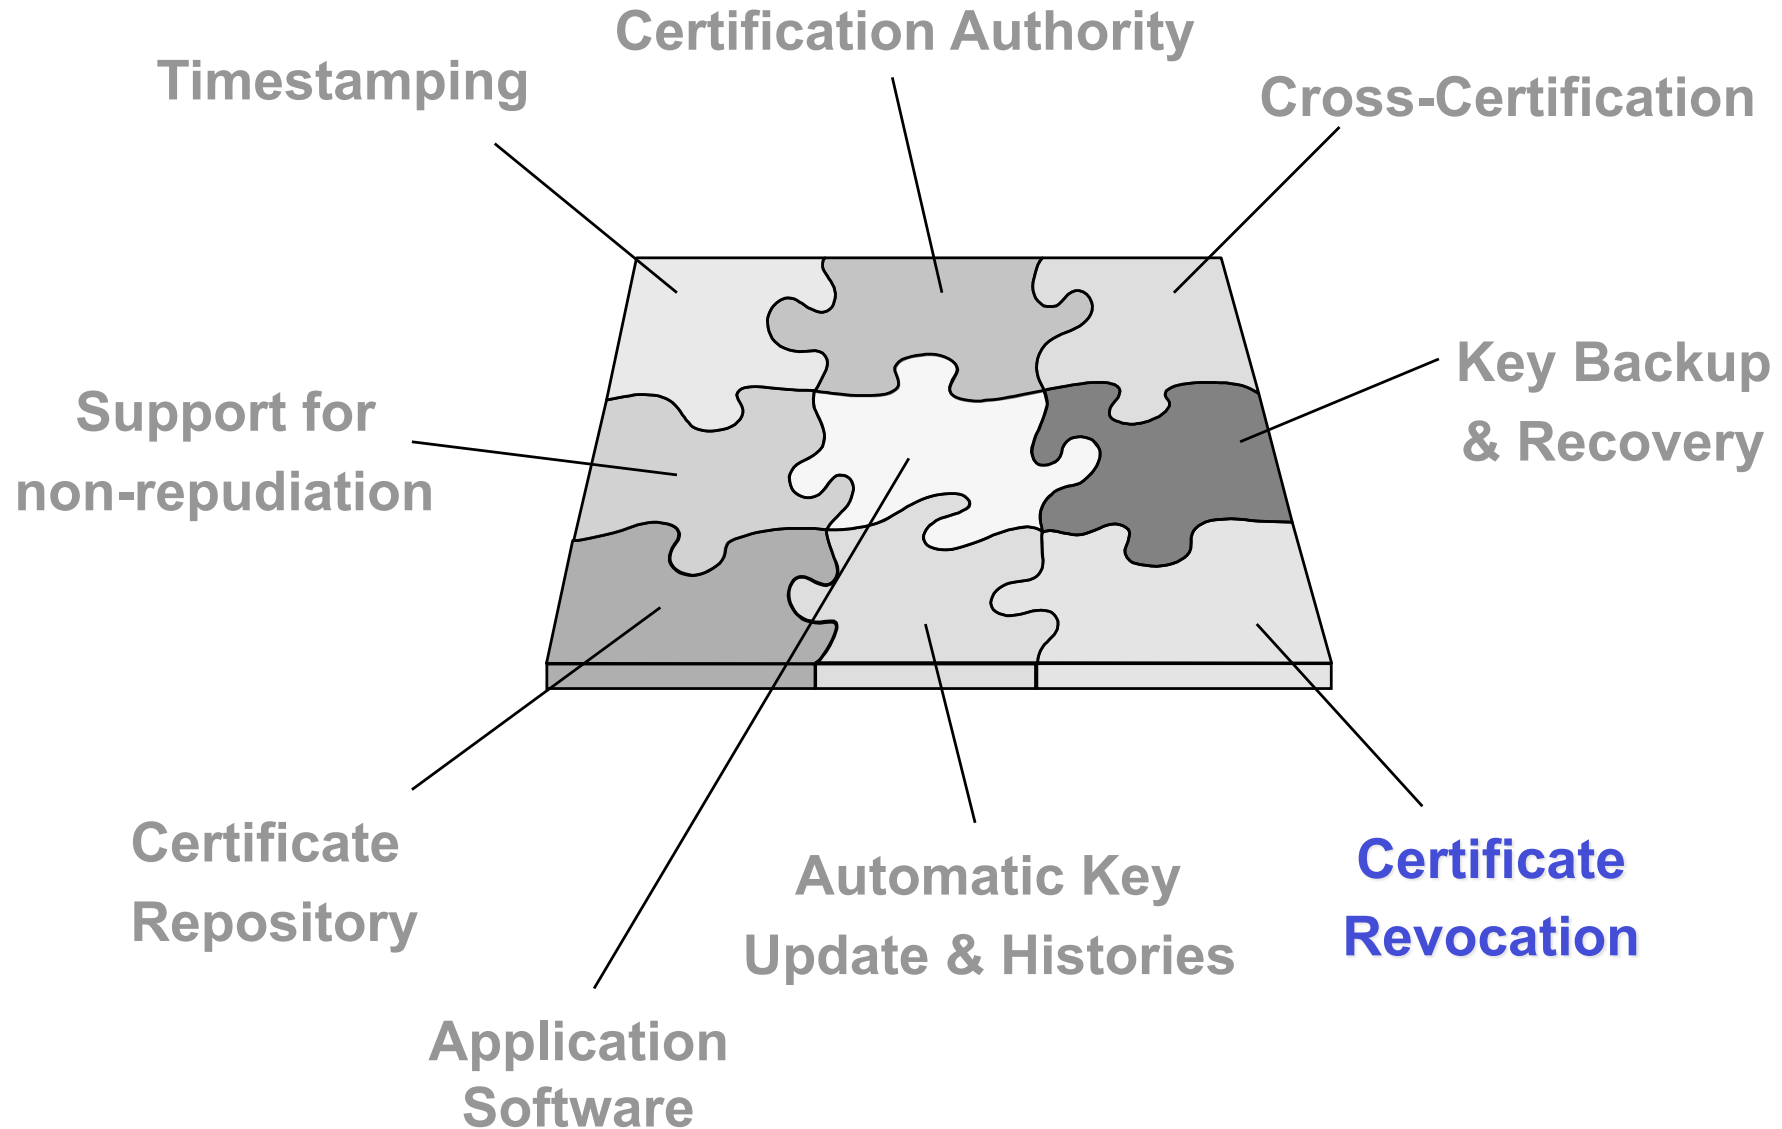 Certification Authority
Timestamping
Cross-Certification
Key Backup
& Recovery
Support for
non-repudiation
Certificate
Repository
Automatic Key
Update & Histories
Certificate
Revocation
Application
Software